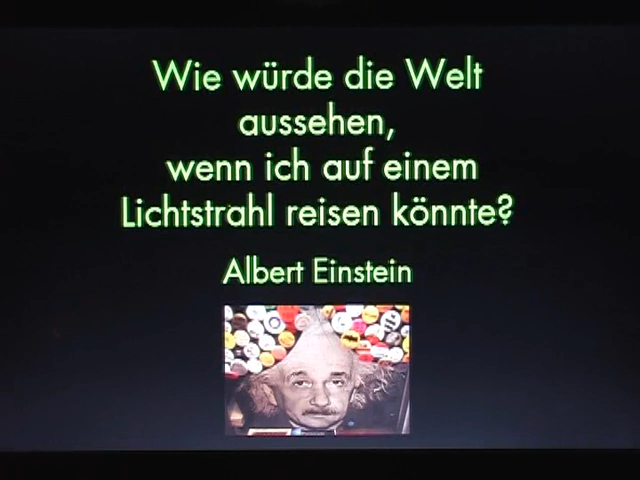 Wie würde die Welt
aussehen,
wenn ich auf einem
Lichtstrahl reisen könnte?
Albert Einstein